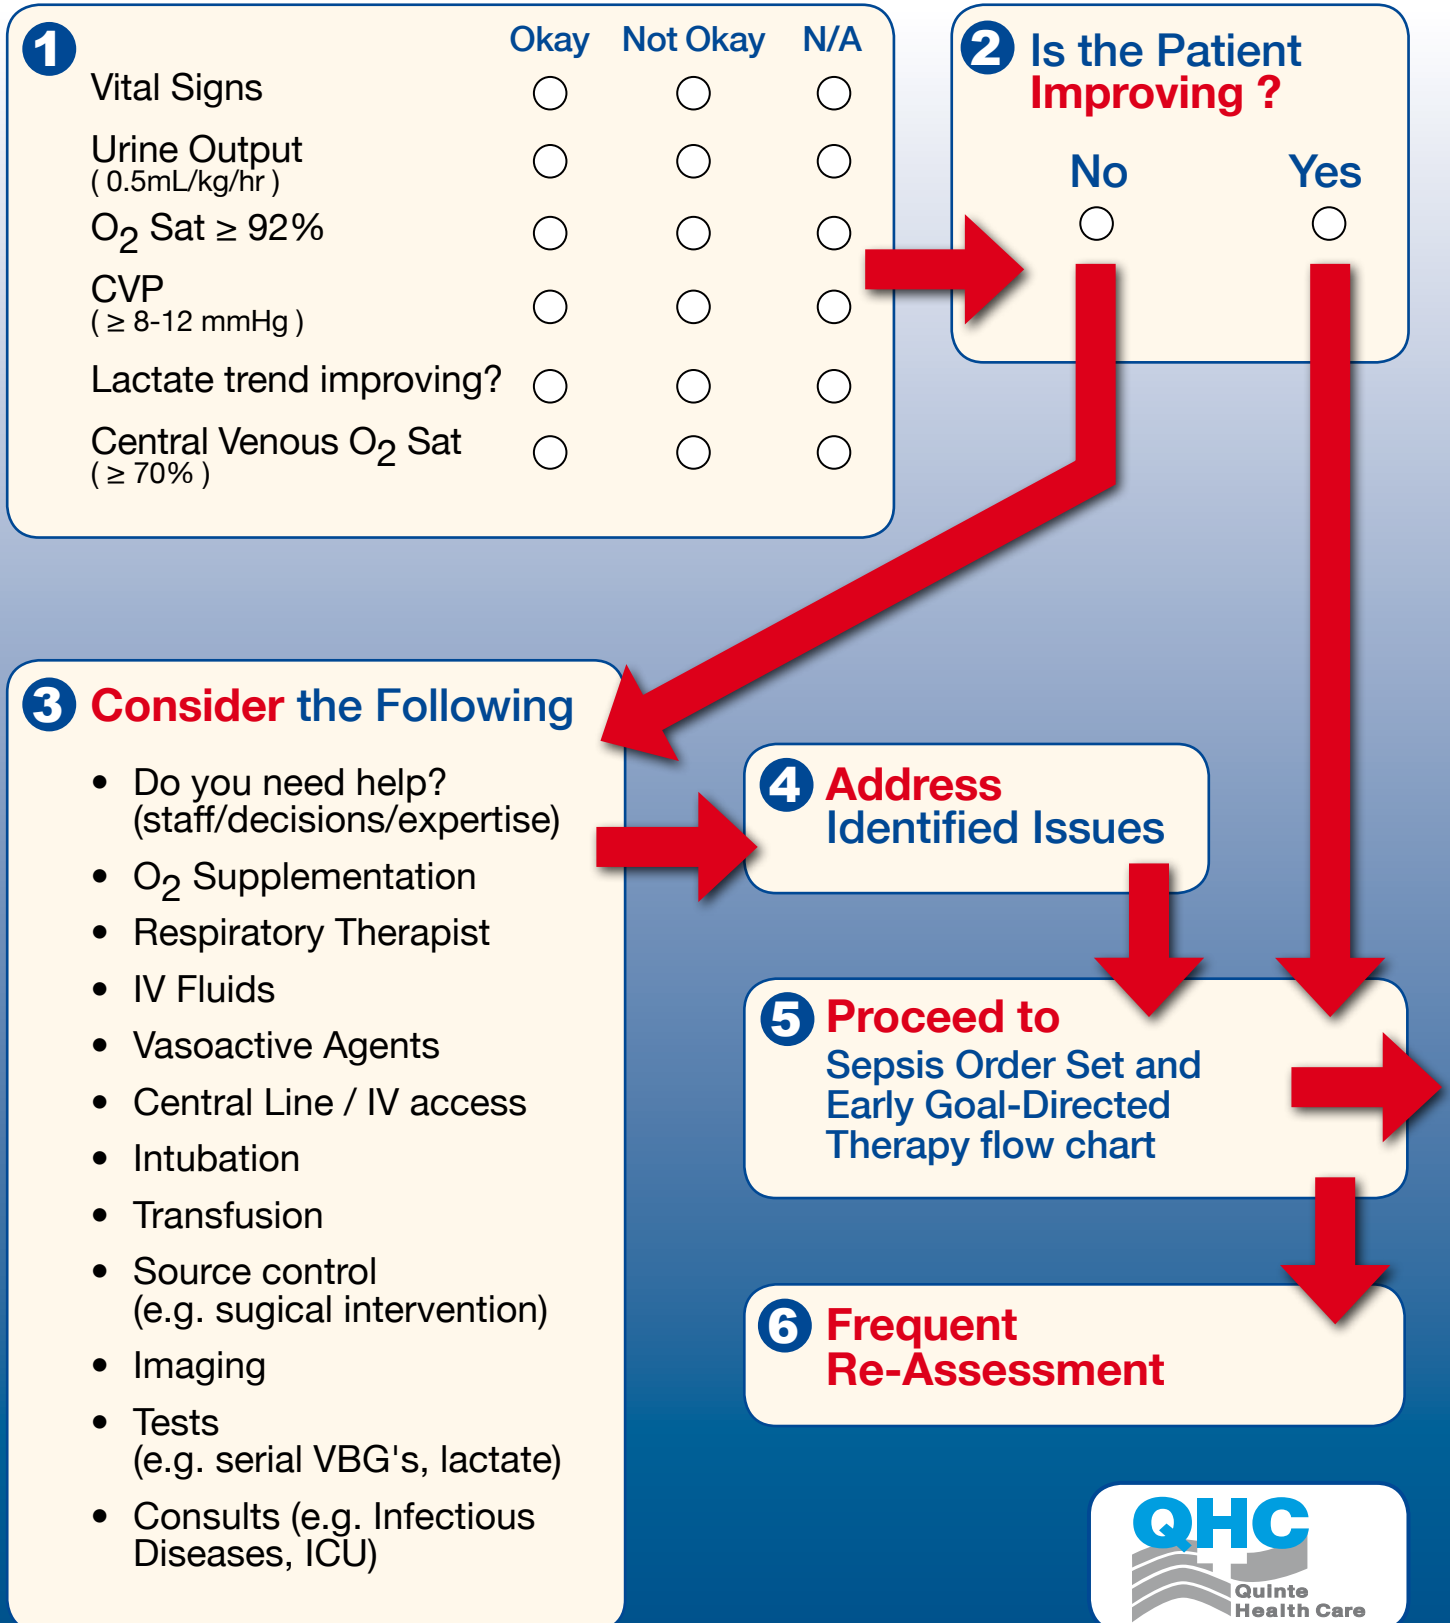 1
Okay Not Okay N/A
Vital Signs
Urine Output
( 0.5mL/kg/hr )
O2 Sat ≥ 92%
CVP
( ≥ 8-12 mmHg )
Lactate trend improving?
Central Venous O2 Sat
( ≥ 70% )
2 Is the Patient
Improving ?
No Yes
3 Consider the Following
• Do you need help?
(staff/decisions/expertise)
• O2 Supplementation
• Respiratory Therapist
• IV Fluids
• Vasoactive Agents
• Central Line / IV access
• Intubation
• Transfusion
• Source control
(e.g. sugical intervention)
• Imaging
• Tests
(e.g. serial VBG's, lactate)
• Consults (e.g. Infectious
Diseases, ICU)
4 Address
Identified Issues
5 Proceed to
Sepsis Order Set and
Early Goal-Directed
Therapy flow chart
6 Frequent
Re-Assessment
QHC
Quinte
Health Care